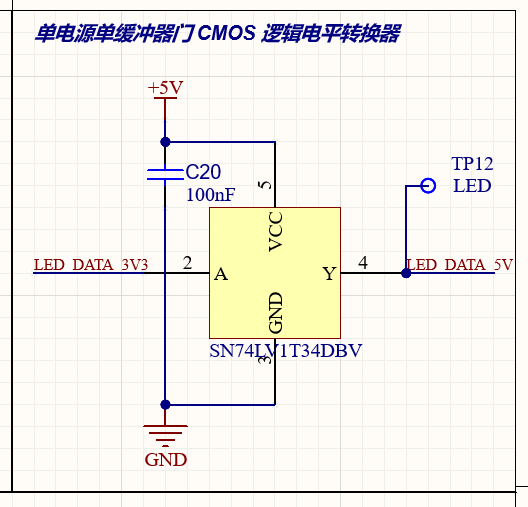 单电源单缓冲器门 CMOS 逻辑电平转换器
+5V
TP12
C20
LED
100nF
5
VCC
LED_DATA_3V3
2
A
Y
4
LED_DATA_5V
GND
SN74LV1T34DBV
3
GND